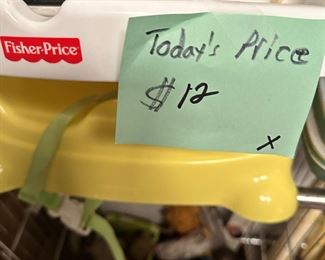 Fisher-Price
Today's Price
$12
x